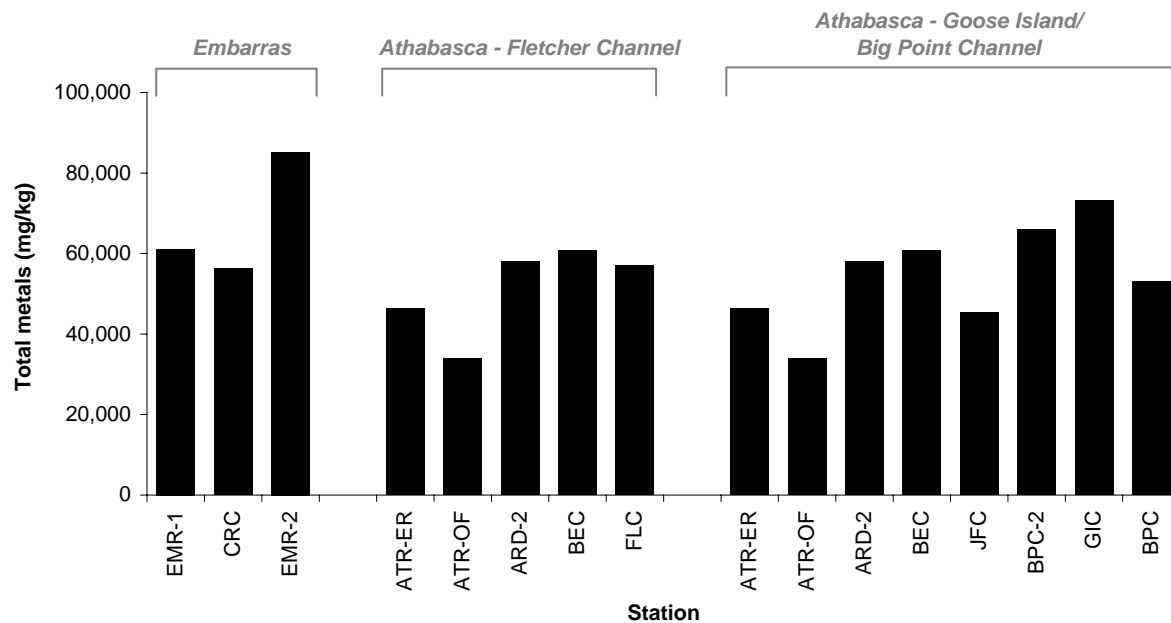 Embarras
Athabasca - Fletcher Channel
Athabasca - Goose Island/
Big Point Channel
Total metals (mg/kg)
100,000
80,000
60,000
40,000
20,000
0
EMR-1
CRC
EMR-2
ATR-ER
ATR-OF
ARD-2
BEC
FLC
ATR-ER
ATR-OF
ARD-2
BEC
JFC
BPC-2
GIC
BPC
Station